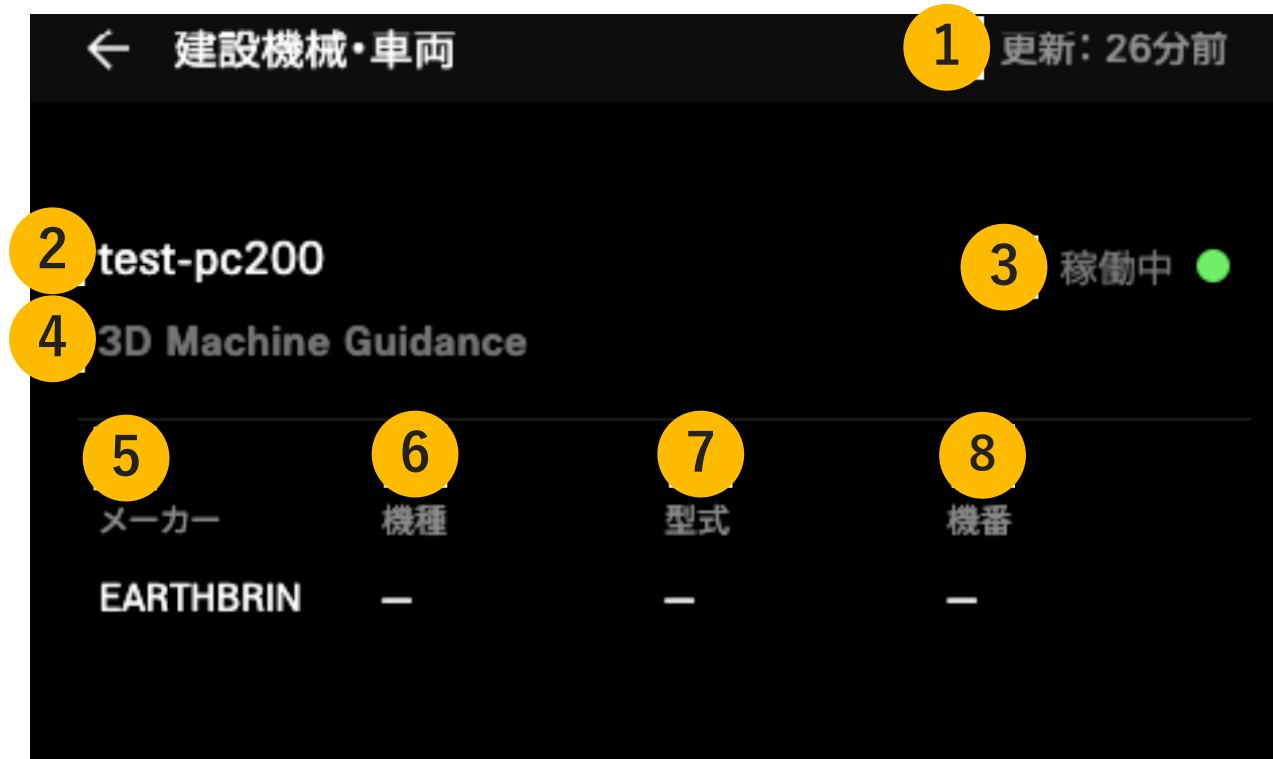 ← 建設機械・車両 1 更新：26分前
2 test-pc200 3 稼働中
4 3D Machine Guidance
5 6 7 8
メーカー 機種 型式 機番
EARTHBRIN — — —